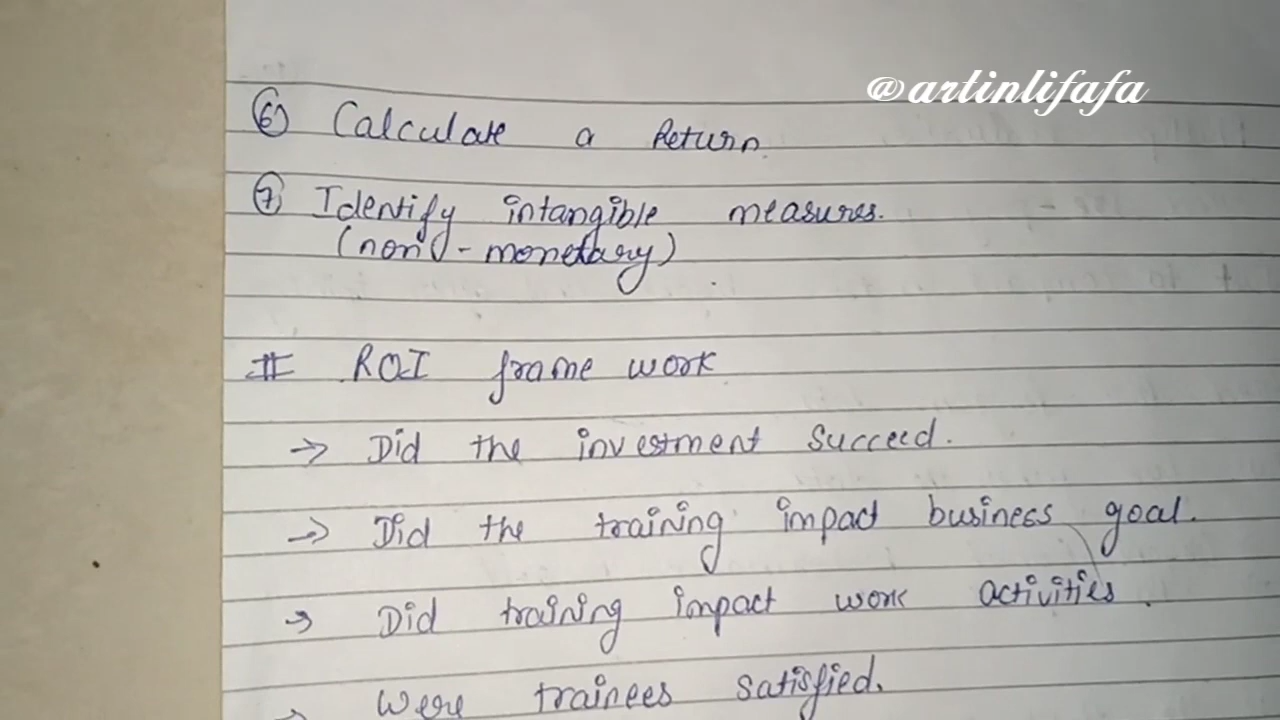 @artinlifafa
⑥ Calculate a Return.
⑦ Identify intangible measures.
(non - monetary)
# ROI frame work
→ Did the investment succeed.
→ Did the training impact business goal.
→ Did training impact work activities.
→ Were trainees satisfied.